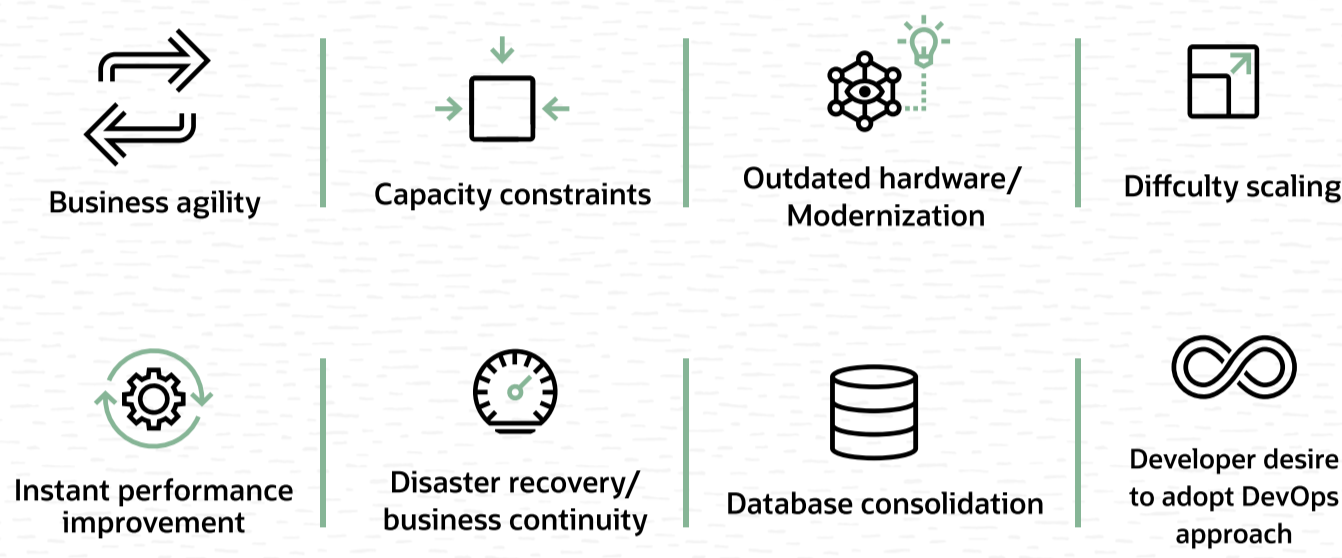 Business agility
Capacity constraints
Outdated hardware/
Modernization
Diffculty scaling
Instant performance
improvement
Disaster recovery/
business continuity
Database consolidation
Developer desire
to adopt DevOps
approach